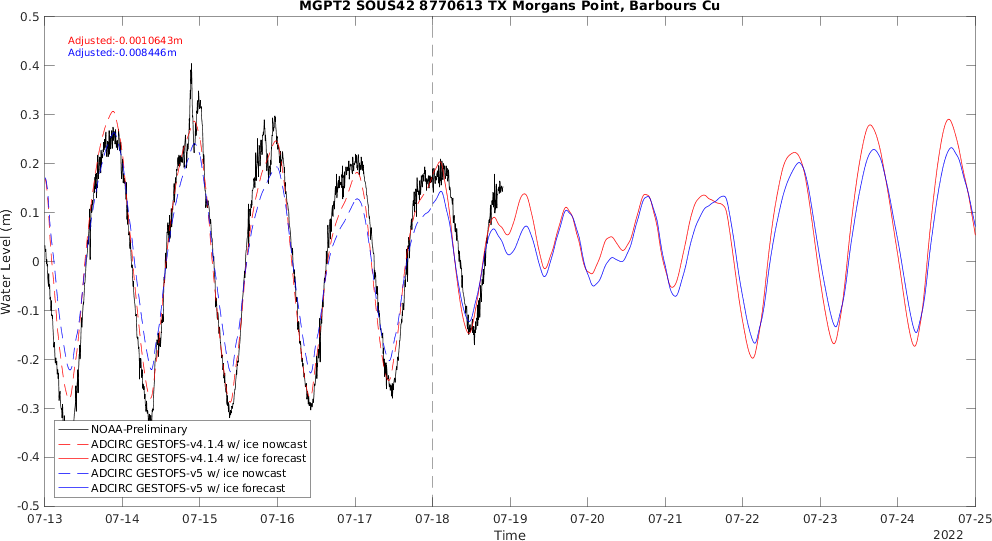 MGPT2 SOUS42 8770613 TX Morgans Point, Barbours Cu
Adjusted:-0.0010643m
Adjusted:-0.008446m
0.5
0.4
0.3
0.2
0.1
0
-0.1
-0.2
-0.3
-0.4
-0.5
Water Level (m)
NOAA-Preliminary
ADCIRC GESTOFS-v4.1.4 w/ ice nowcast
ADCIRC GESTOFS-v4.1.4 w/ ice forecast
ADCIRC GESTOFS-v5 w/ ice nowcast
ADCIRC GESTOFS-v5 w/ ice forecast
07-13 07-14 07-15 07-16 07-17 07-18 07-19 07-20 07-21 07-22 07-23 07-24 07-25
Time
2022